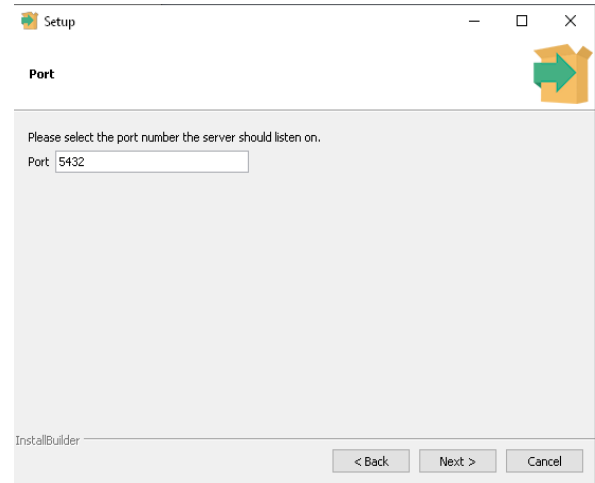 Setup
Port
Please select the port number the server should listen on.
Port 5432
InstallBuilder
< Back Next > Cancel